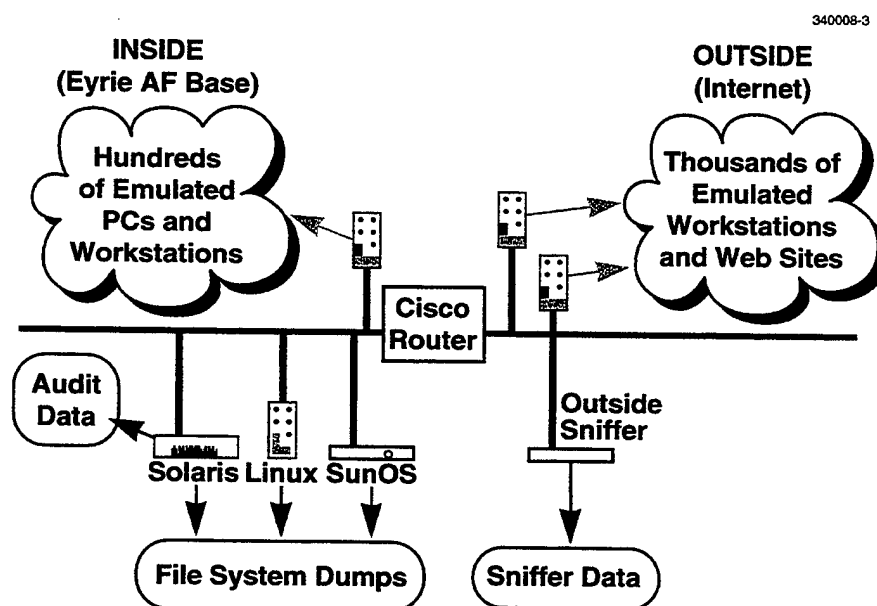 340008-3
INSIDE
(Eyrie AF Base)
OUTSIDE
(Internet)
Hundreds
of Emulated
PCs and
Workstations
Thousands of
Emulated
Workstations
and Web Sites
Cisco
Router
Audit
Data
Outside
Sniffer
Solaris
Linux
SunOS
File System Dumps
Sniffer Data